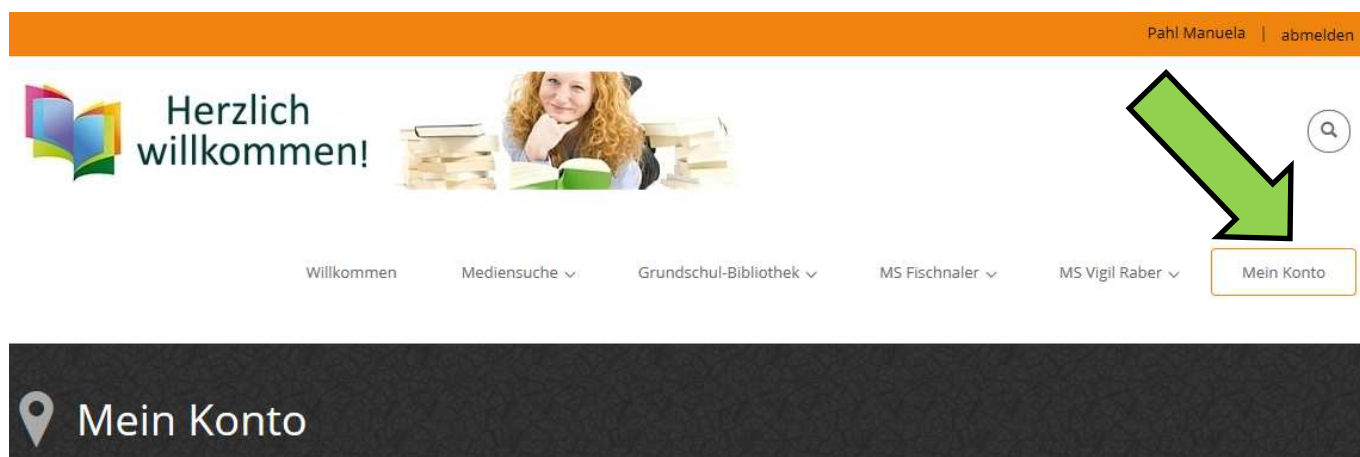 Pahl Manuela | abmelden
Herzlich
willkommen!
Willkommen Mediensuche Grundschul-Bibliothek MS Fischnaler MS Vigil Raber Mein Konto
Mein Konto